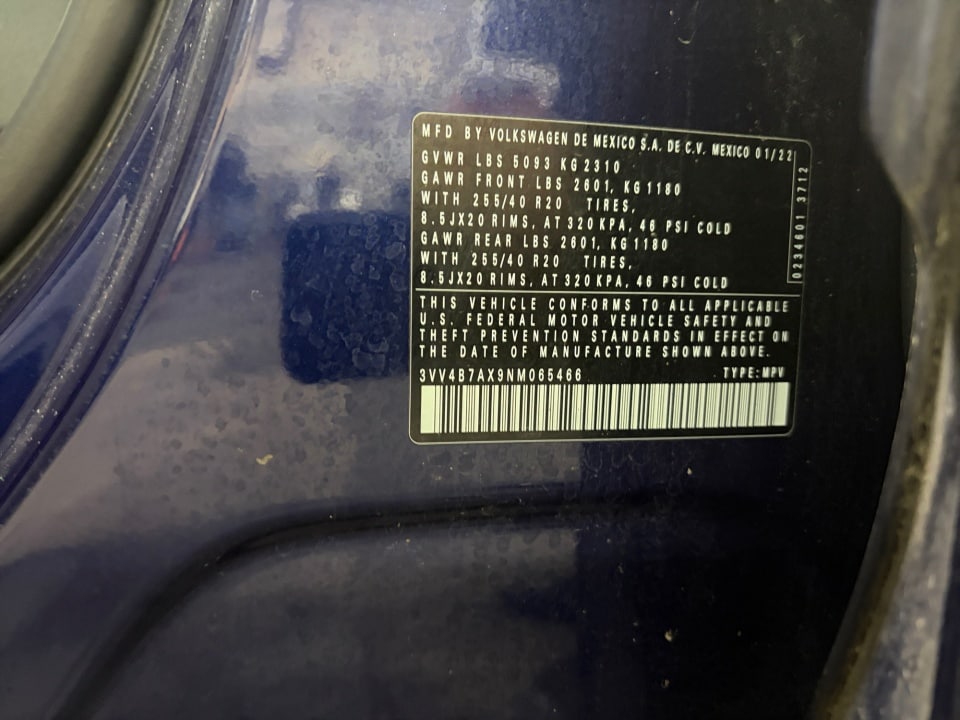 MFD BY VOLKSWAGEN DE MEXICO S.A. DE C.V. MEXICO 01/22
GVWR LBS 5093 KG 2310
GAWR FRONT LBS 2601, KG 1180
WITH 255/40 R20 TIRES,
8.5JX20 RIMS, AT 320 KPA, 46 PSI COLD
GAWR REAR LBS 2601, KG 1180
WITH 255/40 R20 TIRES,
8.5JX20 RIMS, AT 320 KPA, 46 PSI COLD
0234601 3712
THIS VEHICLE CONFORMS TO ALL APPLICABLE
U.S. FEDERAL MOTOR VEHICLE SAFETY AND
THEFT PREVENTION STANDARDS IN EFFECT ON
THE DATE OF MANUFACTURE SHOWN ABOVE.
3VV4B7AX9NM065466 TYPE:MPV